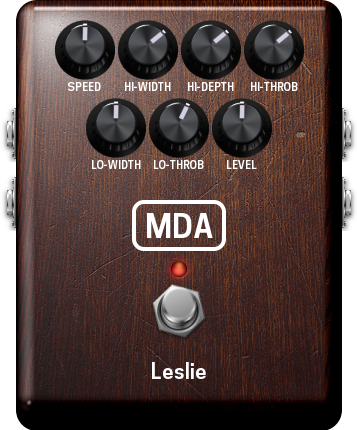 SPEED HI-WIDTH HI-DEPTH HI-THROB
LO-WIDTH LO-THROB LEVEL
MDA
Leslie